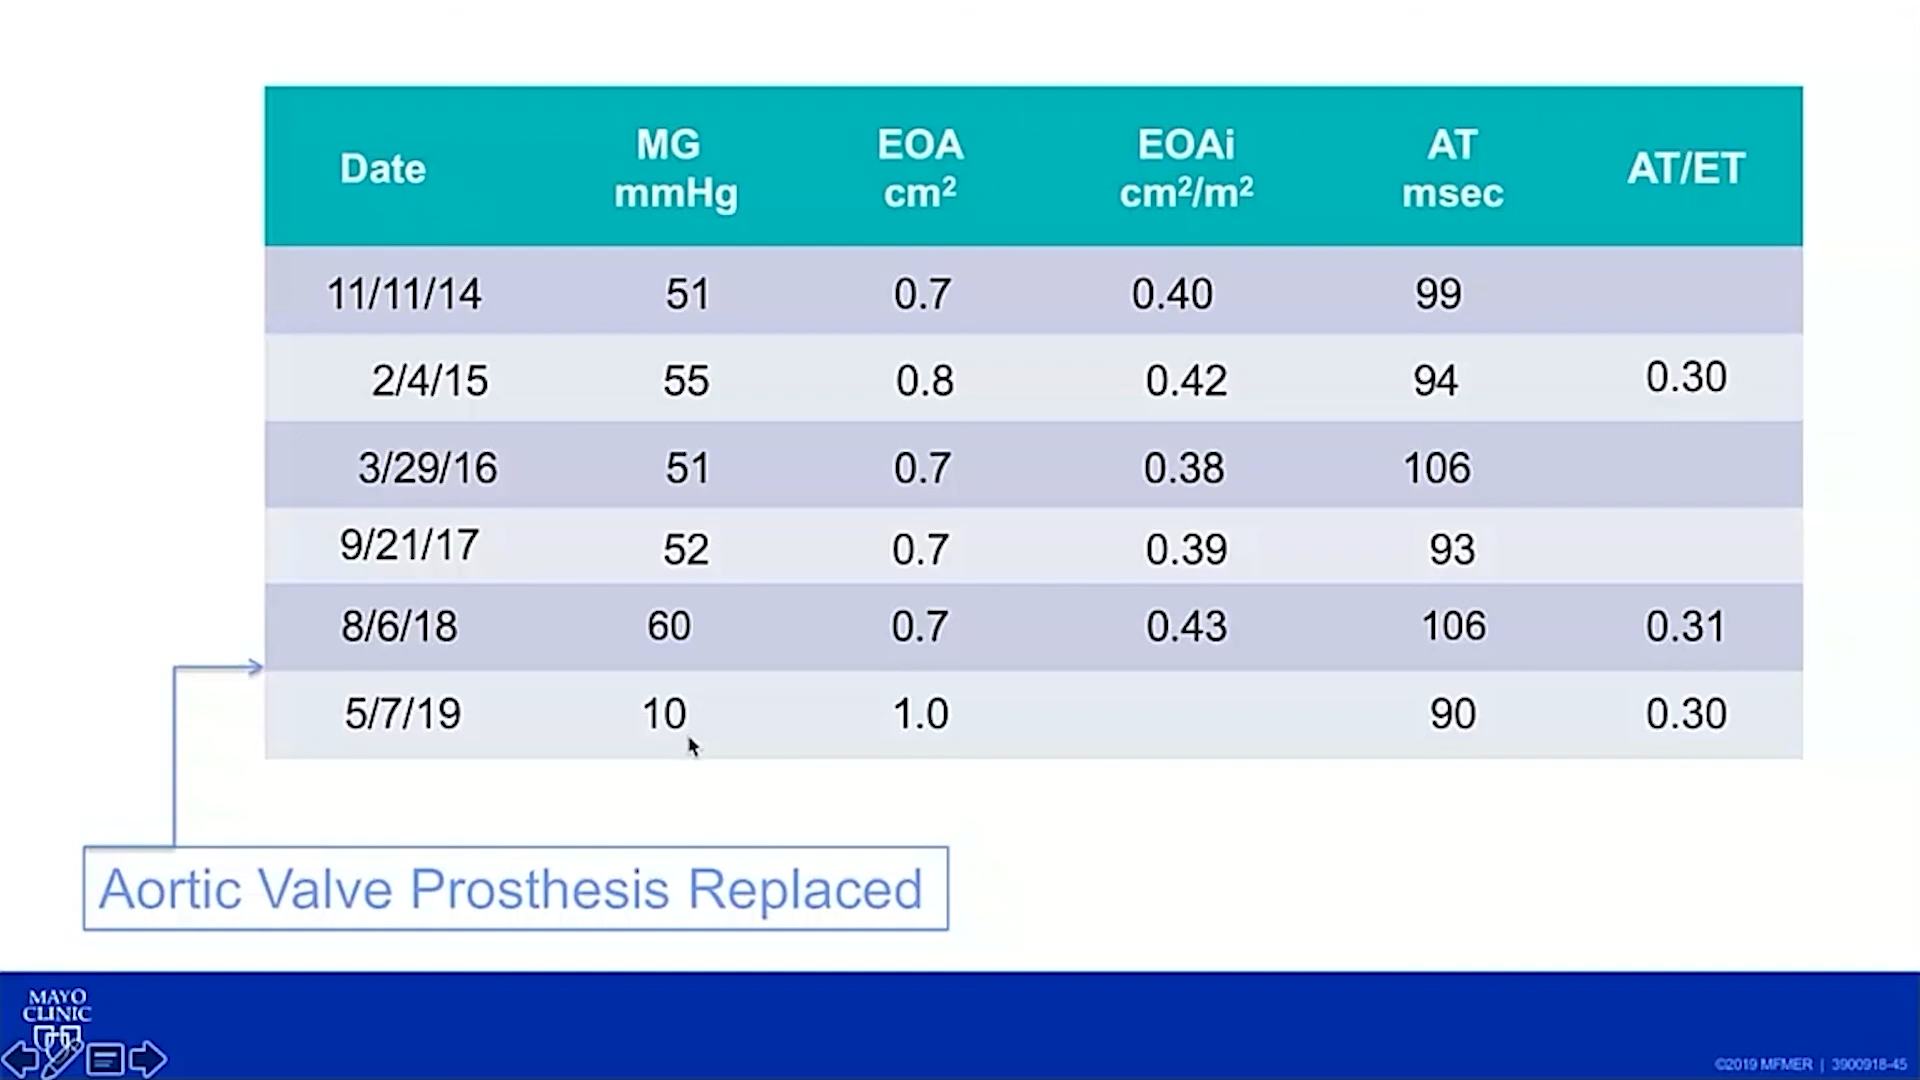 Date MG mmHg EOA cm² EOAi cm²/m² AT msec AT/ET
11/11/14 51 0.7 0.40 99
2/4/15 55 0.8 0.42 94 0.30
3/29/16 51 0.7 0.38 106
9/21/17 52 0.7 0.39 93
8/6/18 60 0.7 0.43 106 0.31
5/7/19 10 1.0 90 0.30
Aortic Valve Prosthesis Replaced
MAYO
CLINIC
©2019 MFMER | 3900918-45